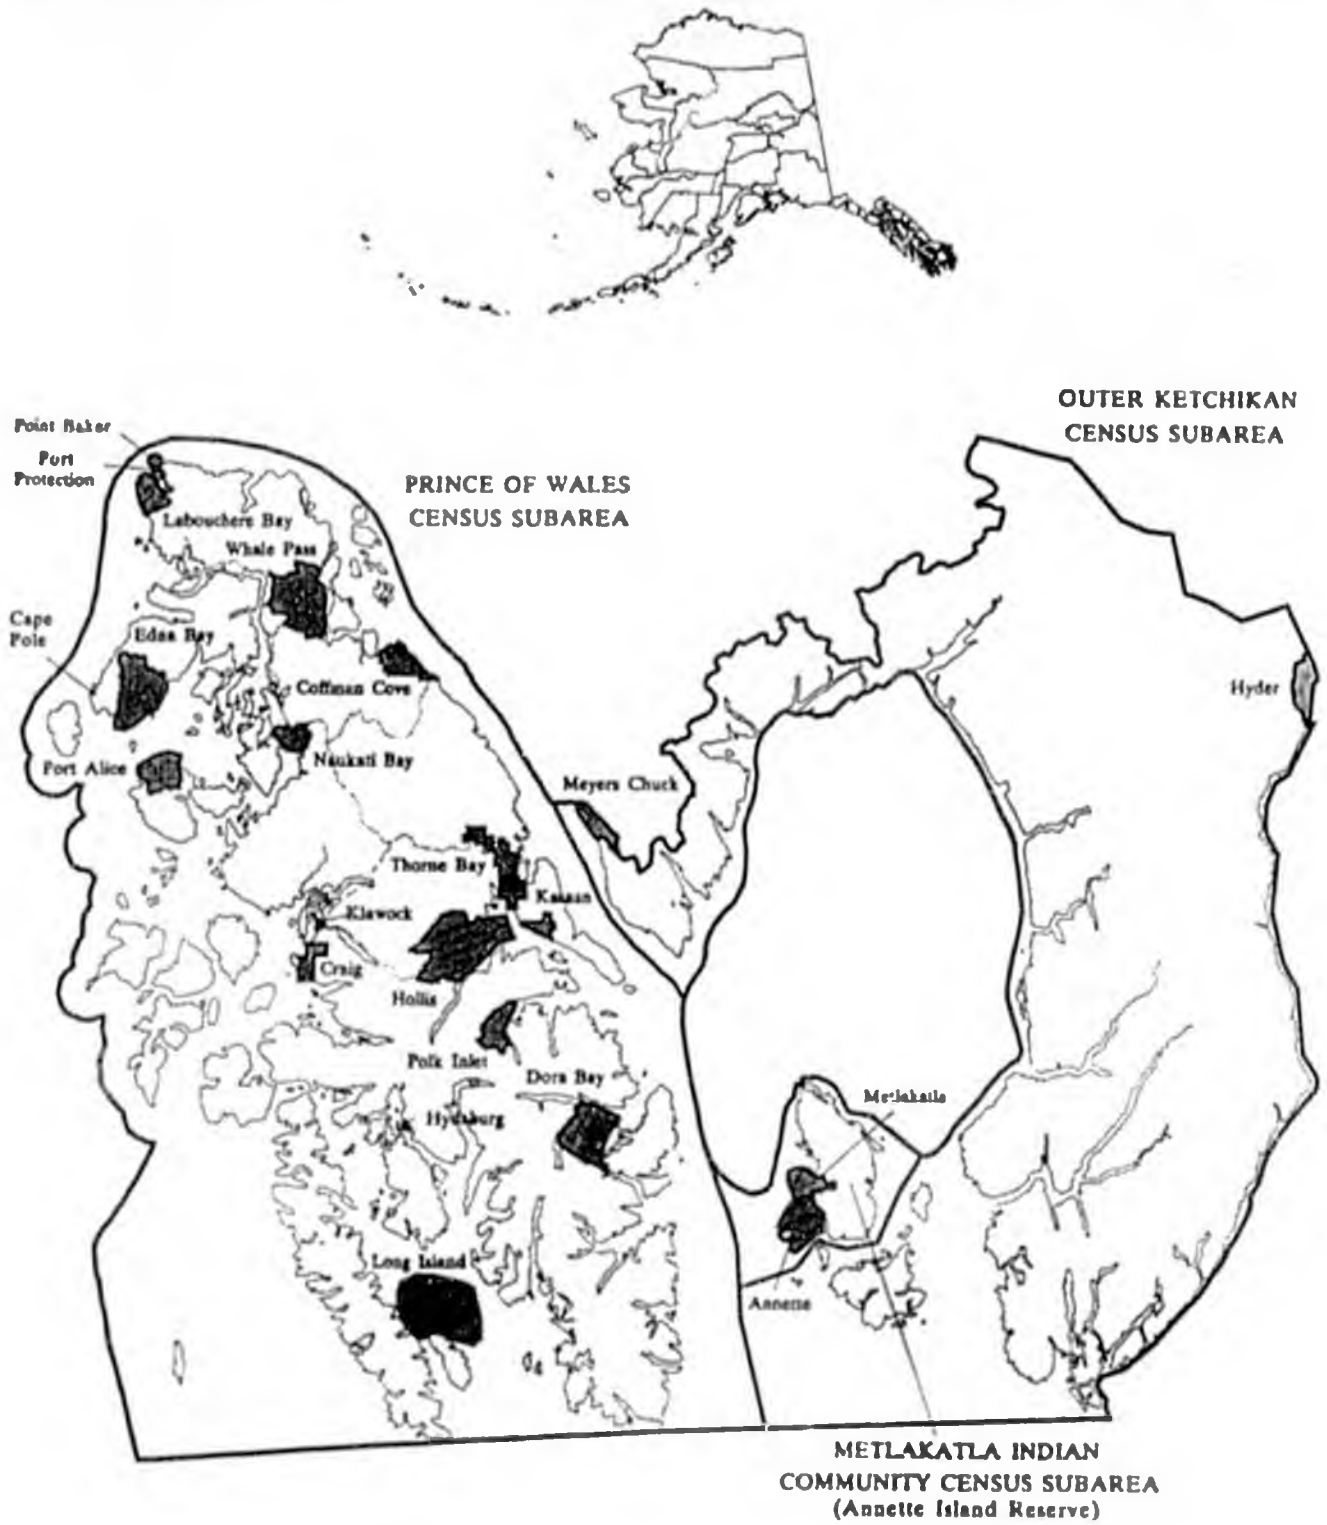 OUTER KETCHIKAN
CENSUS SUBAREA
Point Baker
Port
Protection
PRINCE OF WALES
CENSUS SUBAREA
Labouchere Bay
Whale Pass
Cape
Pole
Edna Bay
Coffman Cove
Hyder
Naukati Bay
Port Alice
Meyers Chuck
Thorne Bay
Kasaan
Klawock
Craig
Hollis
Polk Inlet
Dora Bay
Metlakatla
Hydaburg
Long Island
Annette
METLAKATLA INDIAN
COMMUNITY CENSUS SUBAREA
(Annette Island Reserve)